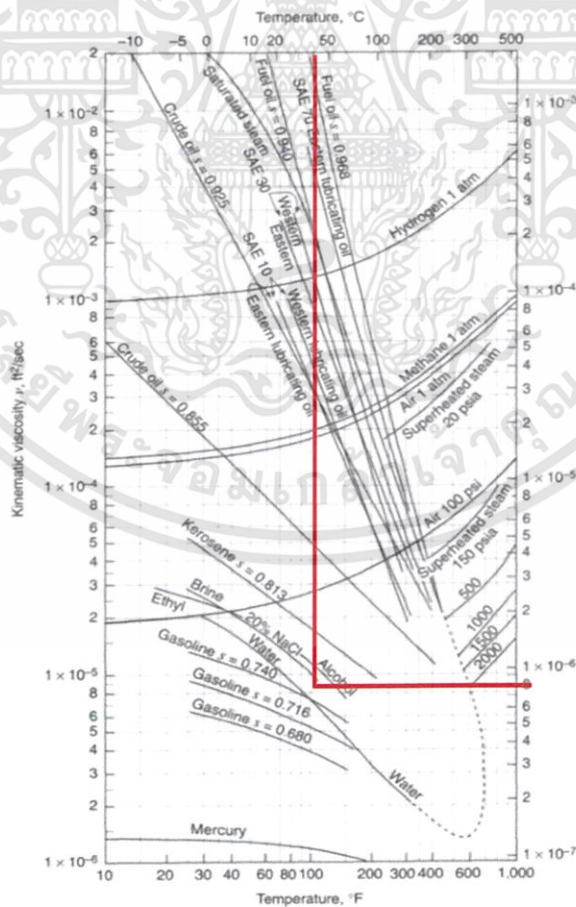 Temperature, °C
-10 -5 0 10 20 50 100 200 300 500
2
1 × 10⁻²
8
6
5
4
3
2
1 × 10⁻³
8
6
5
4
3
2
1 × 10⁻⁴
8
6
5
4
3
2
1 × 10⁻⁵
8
6
5
4
3
2
1 × 10⁻⁶
Kinematic viscosity ν, ft²/sec
1 × 10⁻³
8
6
5
4
3
2
1 × 10⁻⁴
8
6
5
4
3
2
1 × 10⁻⁵
8
6
5
4
3
2
1 × 10⁻⁶
8
6
5
4
3
2
1 × 10⁻⁷
Crude oil s = 0.925
Saturated steam
Fuel oil s = 0.940
SAE 30
Western
Eastern
SAE 70 Eastern lubricating oil
Fuel oil s = 0.968
Hydrogen 1 atm
SAE 10
Eastern lubricating oil
Western lubricating oil
Methane 1 atm
Air 1 atm
Superheated steam
20 psia
Crude oil s = 0.855
Air 100 psi
Superheated steam
150 psia
500
1000
1500
2000
Kerosene s = 0.813
Brine 20% NaCl
Ethyl Alcohol
Water
Gasoline s = 0.740
Gasoline s = 0.716
Gasoline s = 0.680
Water
Mercury
10 20 30 40 60 80 100 200 300 400 600 1,000
Temperature, °F